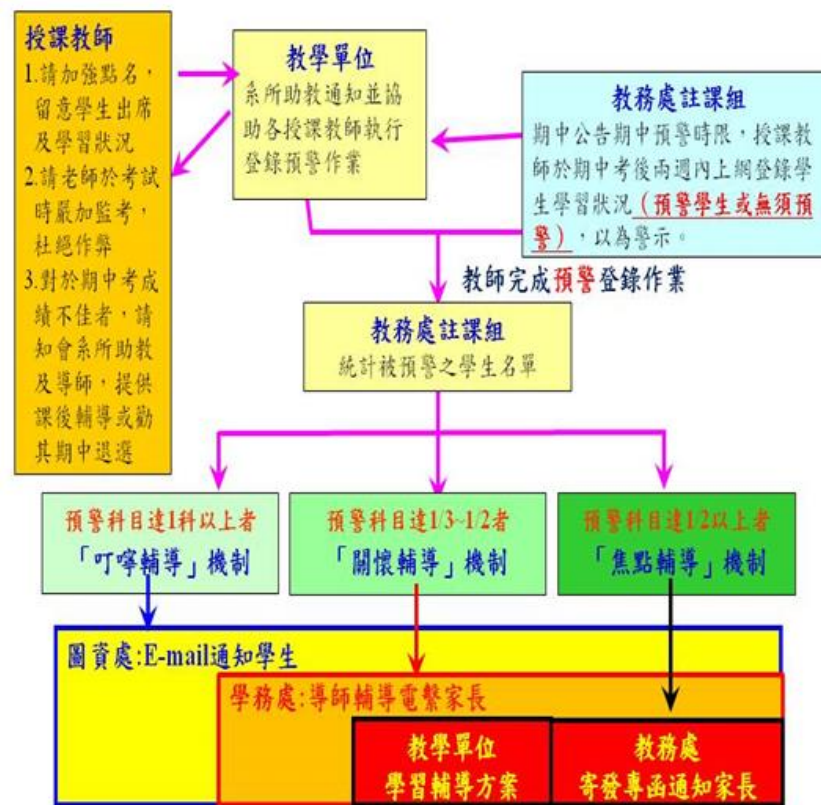 授課教師
1.請加強點名，
留意學生出席
及學習狀況
2.請老師於考試
時嚴加監考，
杜絕作弊
3.對於期中考成
績不佳者，請
知會系所助教
及導師，提供
課後輔導或勸
其期中退選
教學單位
系所助教通知並協
助各授課教師執行
登錄預警作業
教務處註課組
期中公告期中預警時限，授課教
師於期中考後兩週內上網登錄學
生學習狀況（預警學生或無須預
警），以為警示。
教師完成預警登錄作業
教務處註課組
統計被預警之學生名單
預警科目達1科以上者
「叮嚀輔導」機制
預警科目達1/3~1/2者
「關懷輔導」機制
預警科目達1/2以上者
「焦點輔導」機制
圖資處:E-mail通知學生
學務處:導師輔導電繫家長
教學單位
學習輔導方案
教務處
寄發專函通知家長